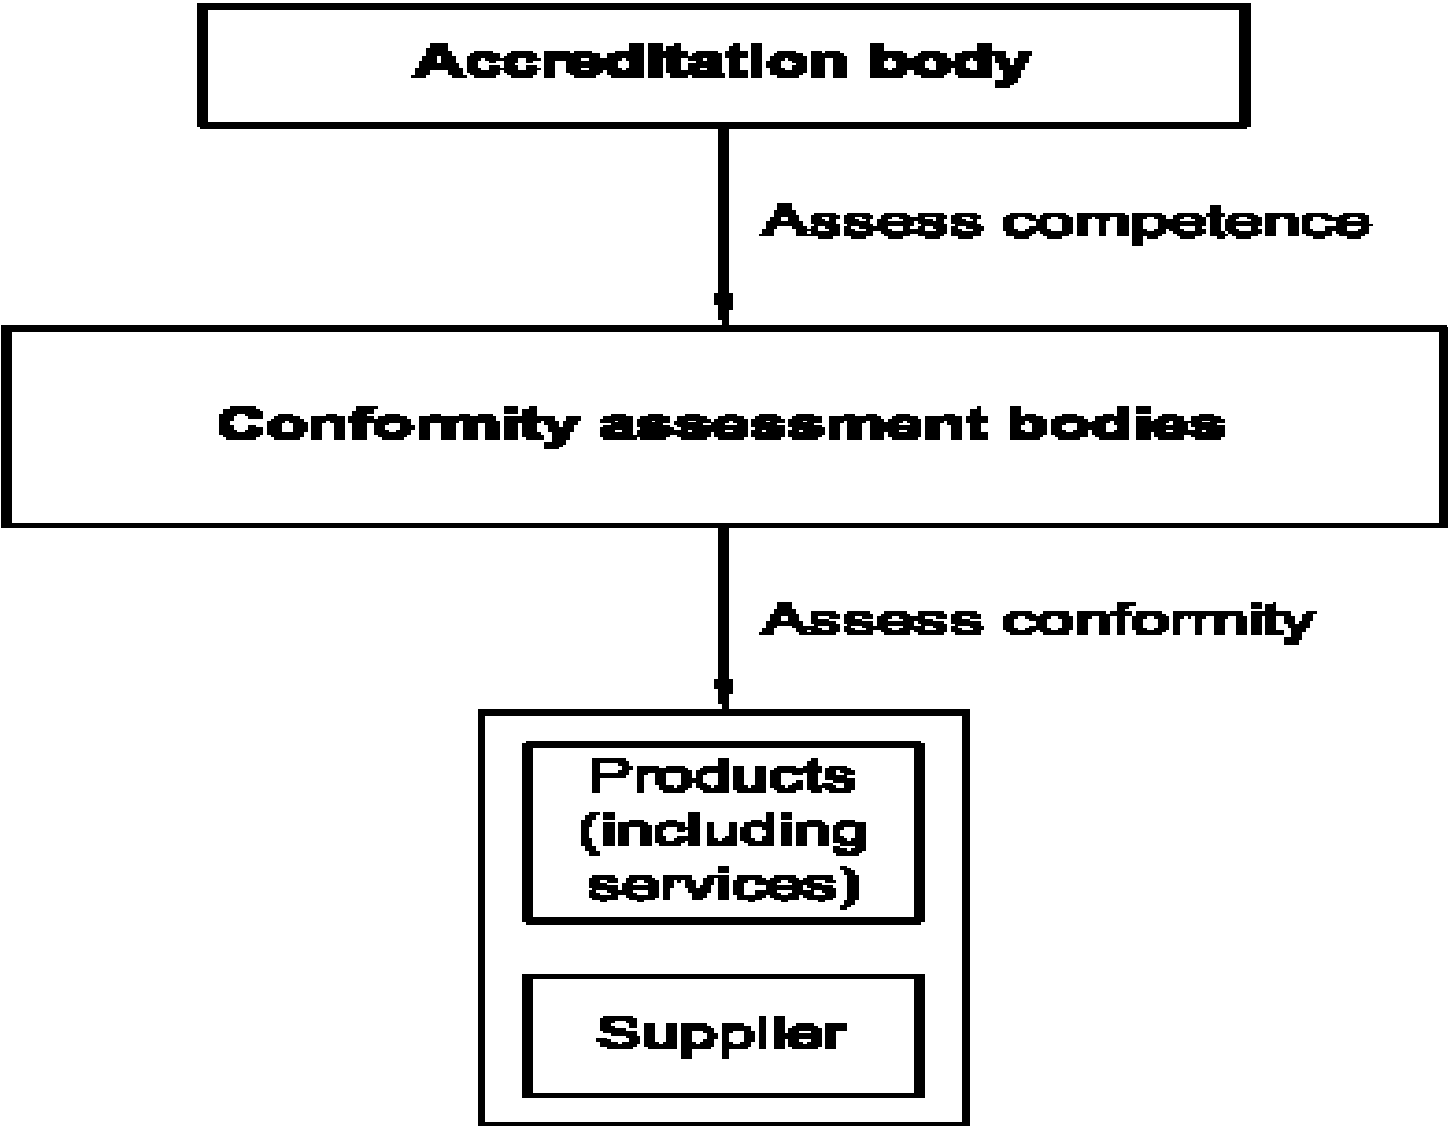 Accreditation body
Assess competence
Conformity assessment bodies
Assess conformity
Products
(including
services)
Supplier